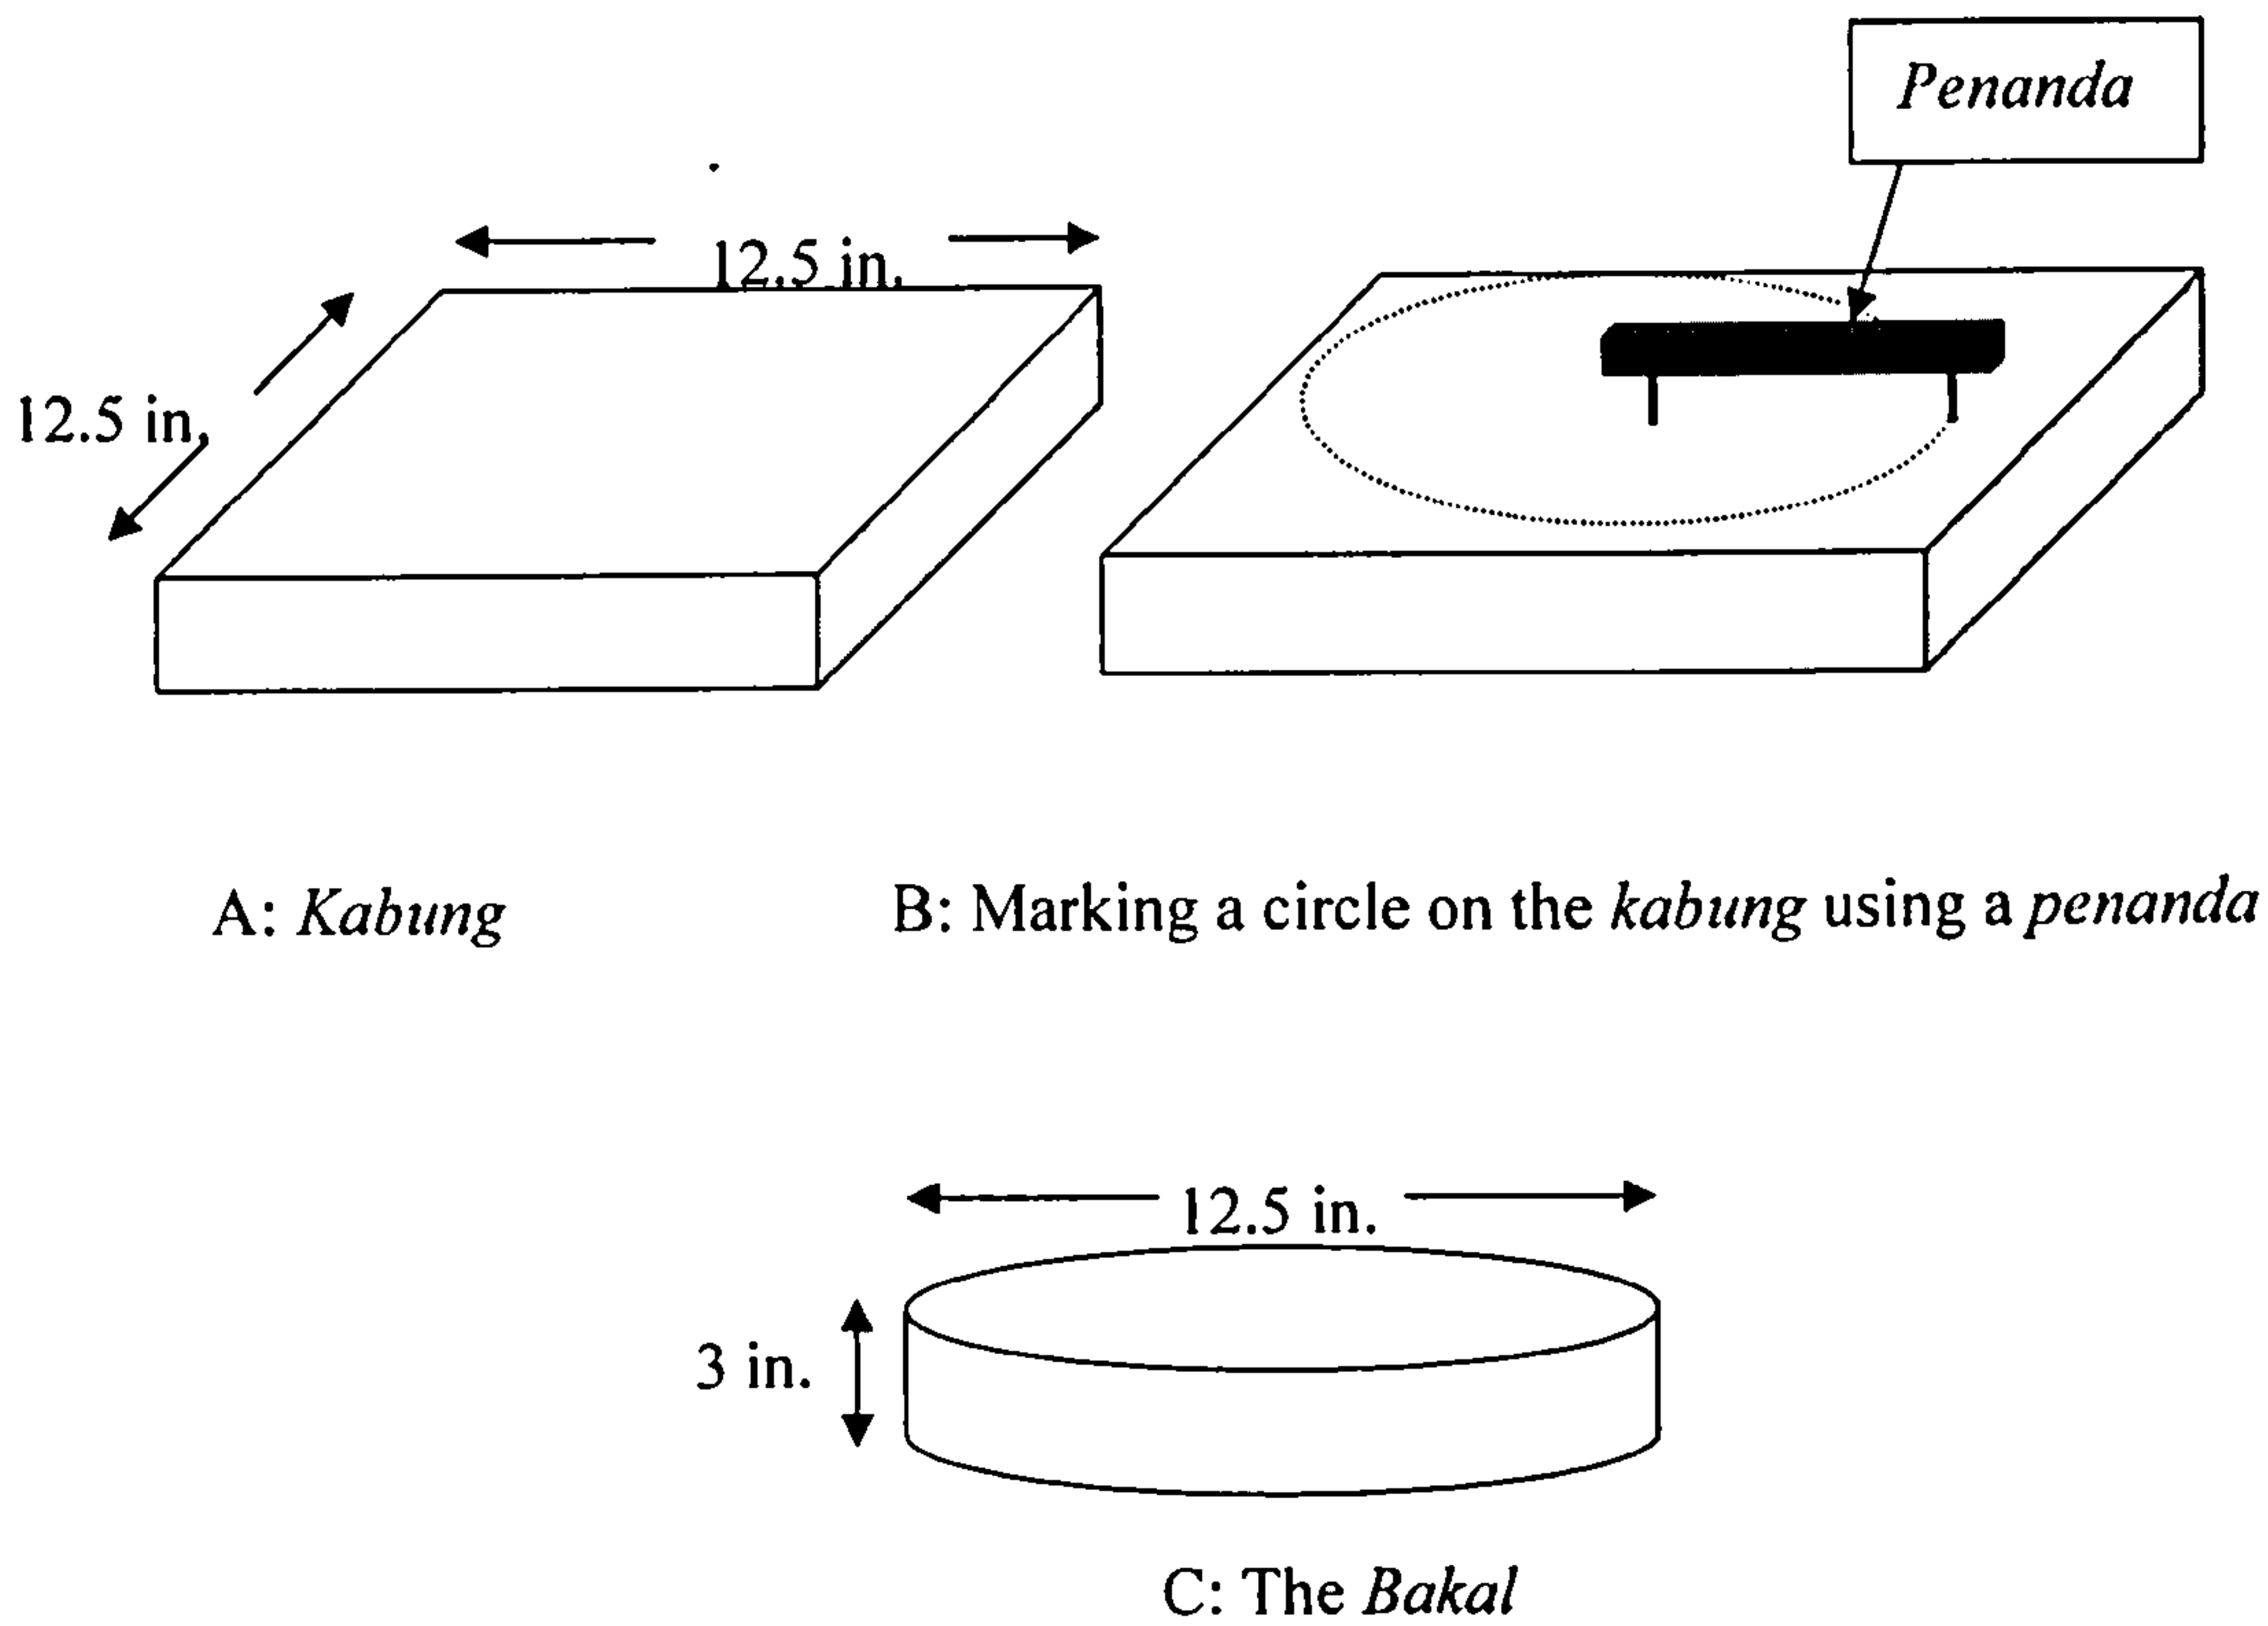 Penanda
12.5 in.
12.5 in.
A: Kabung
B: Marking a circle on the kabung using a penanda
12.5 in.
3 in.
C: The Bakal